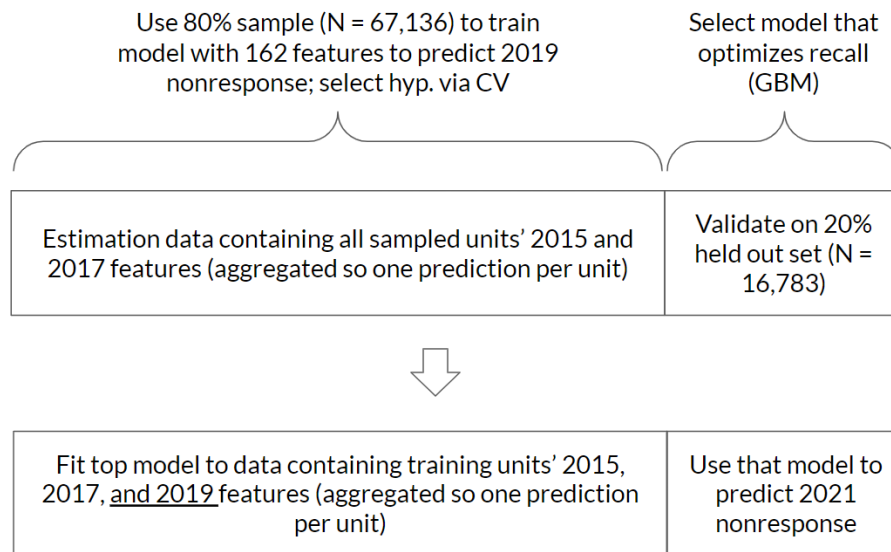 Use 80% sample (N = 67,136) to train
model with 162 features to predict 2019
nonresponse; select hyp. via CV
Select model that
optimizes recall
(GBM)
Estimation data containing all sampled units’ 2015 and
2017 features (aggregated so one prediction per unit)
Validate on 20%
held out set (N =
16,783)
Fit top model to data containing training units’ 2015,
2017, and 2019 features (aggregated so one prediction
per unit)
Use that model to
predict 2021
nonresponse